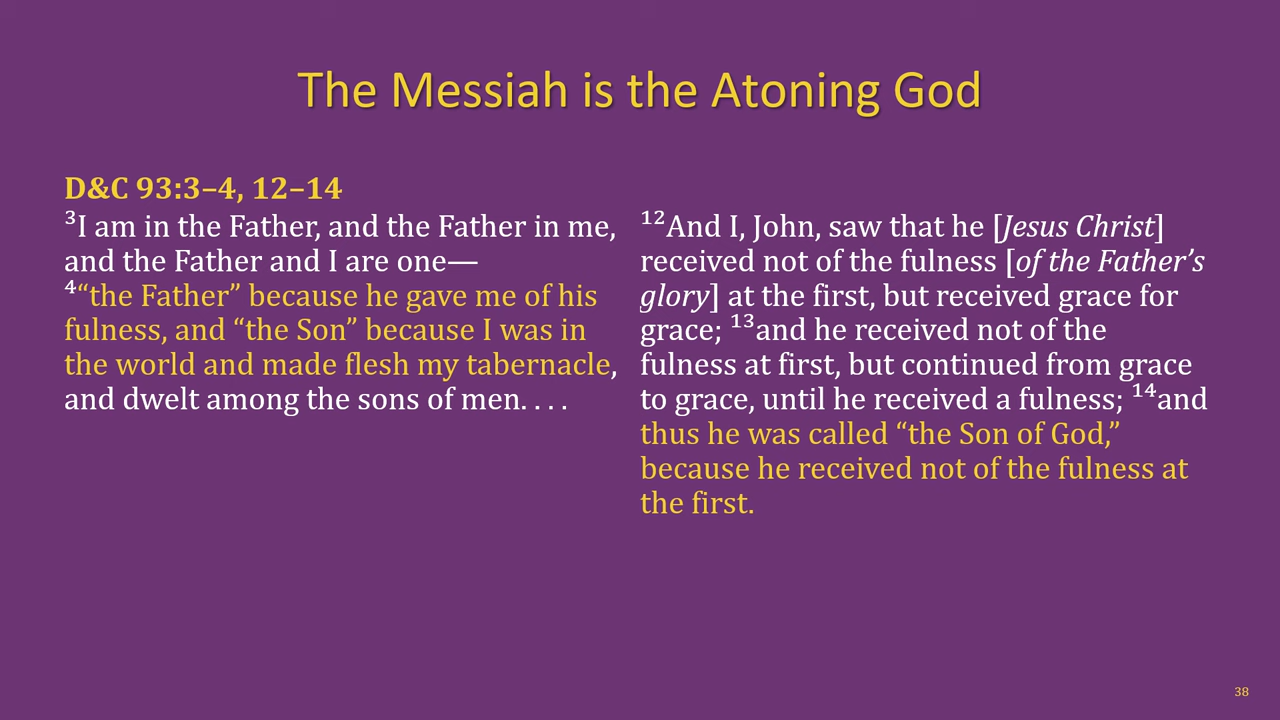 The Messiah is the Atoning God
D&C 93:3–4, 12–14
³I am in the Father, and the Father in me,
and the Father and I are one—
⁴“the Father” because he gave me of his
fulness, and “the Son” because I was in
the world and made flesh my tabernacle,
and dwelt among the sons of men. . . .
¹²And I, John, saw that he [Jesus Christ]
received not of the fulness [of the Father’s
glory] at the first, but received grace for
grace; ¹³and he received not of the
fulness at first, but continued from grace
to grace, until he received a fulness; ¹⁴and
thus he was called “the Son of God,”
because he received not of the fulness at
the first.
38